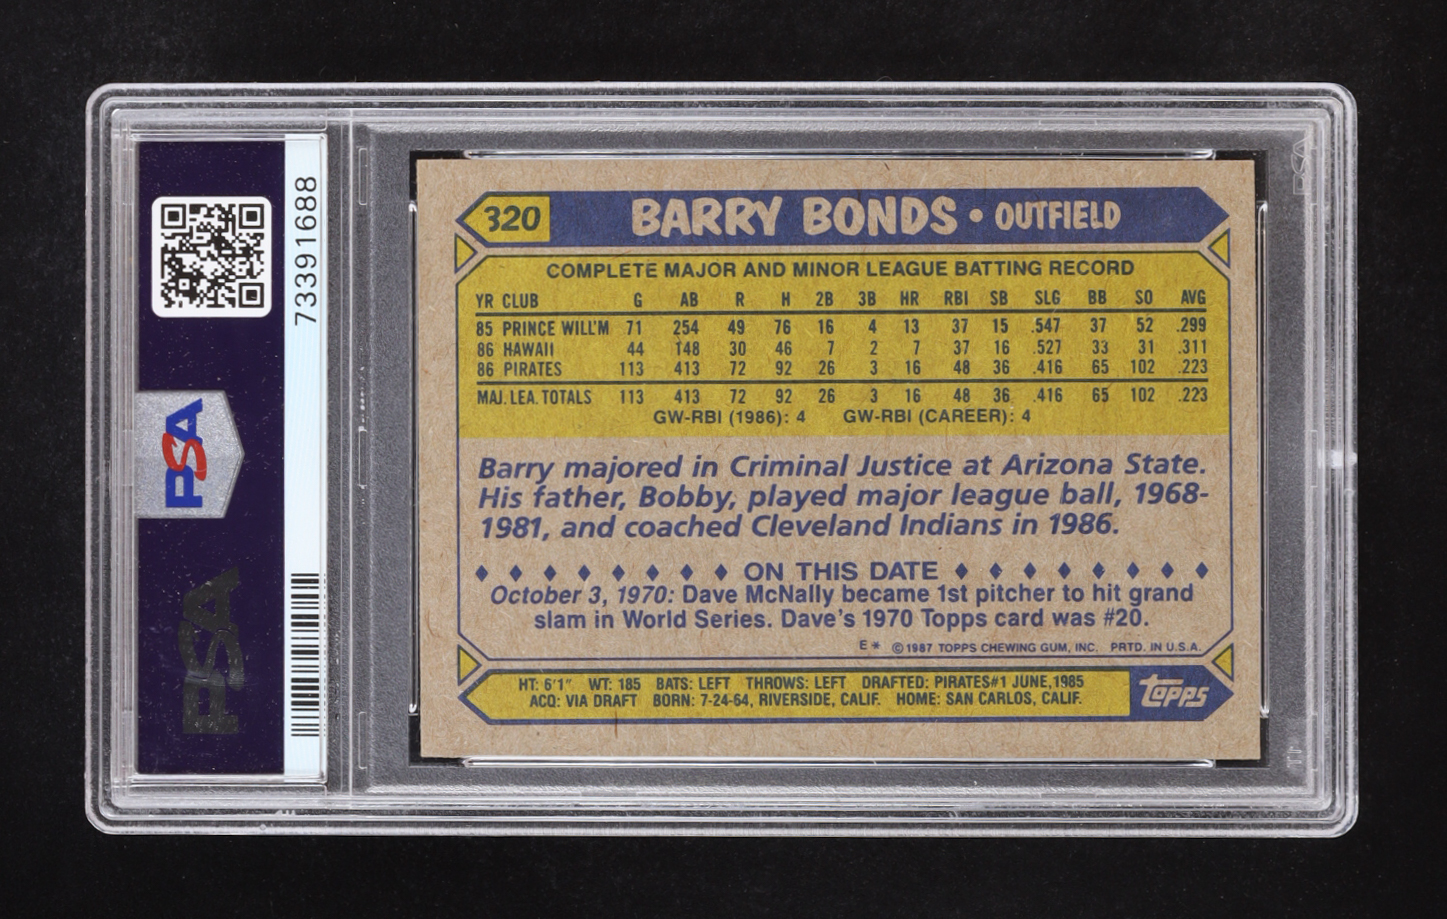 73391688
PSA
PSA
320 BARRY BONDS • OUTFIELD
COMPLETE MAJOR AND MINOR LEAGUE BATTING RECORD
YR CLUB G AB R H 2B 3B HR RBI SB SLG BB SO AVG
85 PRINCE WILL'M 71 254 49 76 16 4 13 37 15 .547 37 52 .299
86 HAWAII 44 148 30 46 7 2 7 37 16 .527 33 31 .311
86 PIRATES 113 413 72 92 26 3 16 48 36 .416 65 102 .223
MAJ. LEA. TOTALS 113 413 72 92 26 3 16 48 36 .416 65 102 .223
GW-RBI (1986): 4 GW-RBI (CAREER): 4
Barry majored in Criminal Justice at Arizona State.
His father, Bobby, played major league ball, 1968-
1981, and coached Cleveland Indians in 1986.
ON THIS DATE
October 3, 1970: Dave McNally became 1st pitcher to hit grand
slam in World Series. Dave's 1970 Topps card was #20.
E* ©1987 TOPPS CHEWING GUM, INC. PRTD. IN U.S.A.
HT: 6'1" WT: 185 BATS: LEFT THROWS: LEFT DRAFTED: PIRATES#1 JUNE, 1985
ACQ: VIA DRAFT BORN: 7-24-64, RIVERSIDE, CALIF. HOME: SAN CARLOS, CALIF.
topps